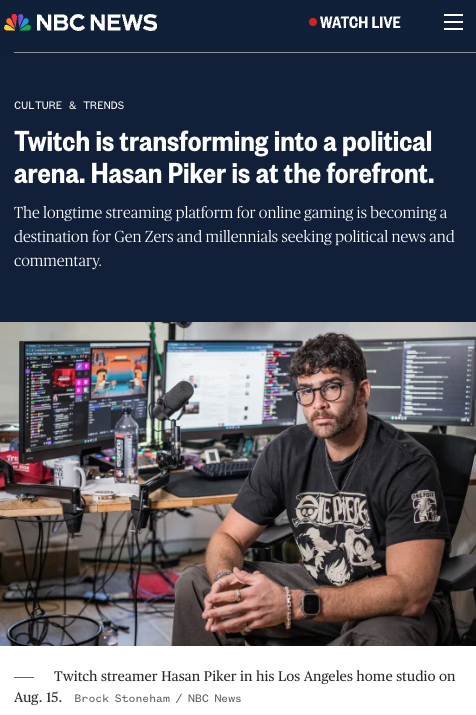 NBC NEWS
WATCH LIVE
CULTURE & TRENDS
Twitch is transforming into a political
arena. Hasan Piker is at the forefront.
The longtime streaming platform for online gaming is becoming a
destination for Gen Zers and millennials seeking political news and
commentary.
ONE PIECE
Twitch streamer Hasan Piker in his Los Angeles home studio on
Aug. 15. Brock Stoneham / NBC News